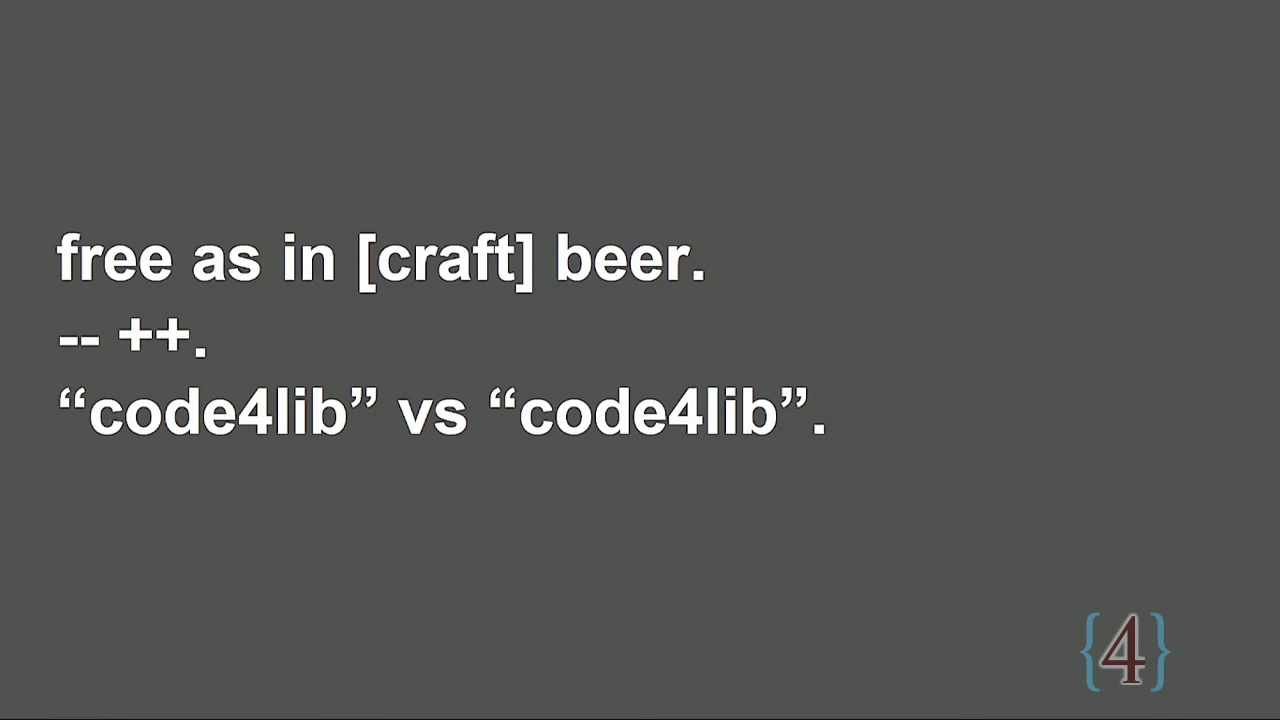 free as in [craft] beer.
-- ++.
“code4lib” vs “code4lib”.
{4}